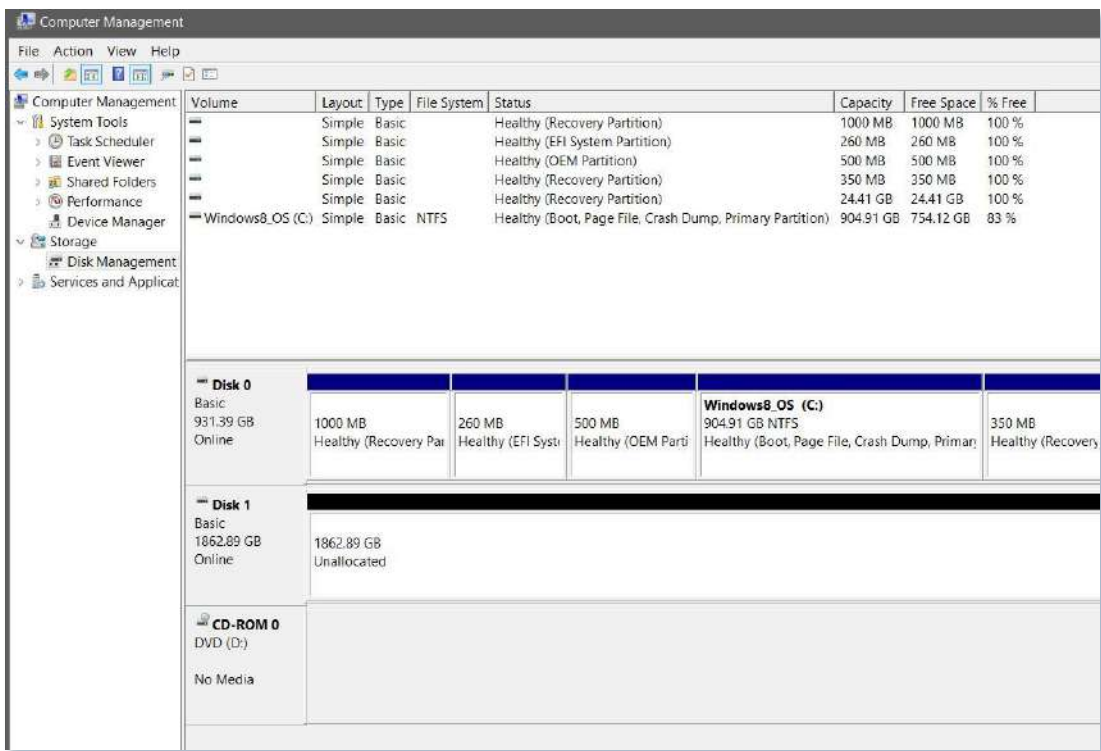 Computer Management
File Action View Help
Computer Management
System Tools
Task Scheduler
Event Viewer
Shared Folders
Performance
Device Manager
Storage
Disk Management
Services and Applicat
Volume Layout Type File System Status Capacity Free Space % Free
Simple Basic Healthy (Recovery Partition) 1000 MB 1000 MB 100 %
Simple Basic Healthy (EFI System Partition) 260 MB 260 MB 100 %
Simple Basic Healthy (OEM Partition) 500 MB 500 MB 100 %
Simple Basic Healthy (Recovery Partition) 350 MB 350 MB 100 %
Simple Basic Healthy (Recovery Partition) 24.41 GB 24.41 GB 100 %
Windows8_OS (C:) Simple Basic NTFS Healthy (Boot, Page File, Crash Dump, Primary Partition) 904.91 GB 754.12 GB 83 %
Disk 0
Basic
931.39 GB
Online
1000 MB
Healthy (Recovery Par
260 MB
Healthy (EFI Syst
500 MB
Healthy (OEM Parti
Windows8_OS (C:)
904.91 GB NTFS
Healthy (Boot, Page File, Crash Dump, Primar
350 MB
Healthy (Recovery
Disk 1
Basic
1862.89 GB
Online
1862.89 GB
Unallocated
CD-ROM 0
DVD (D:)
No Media